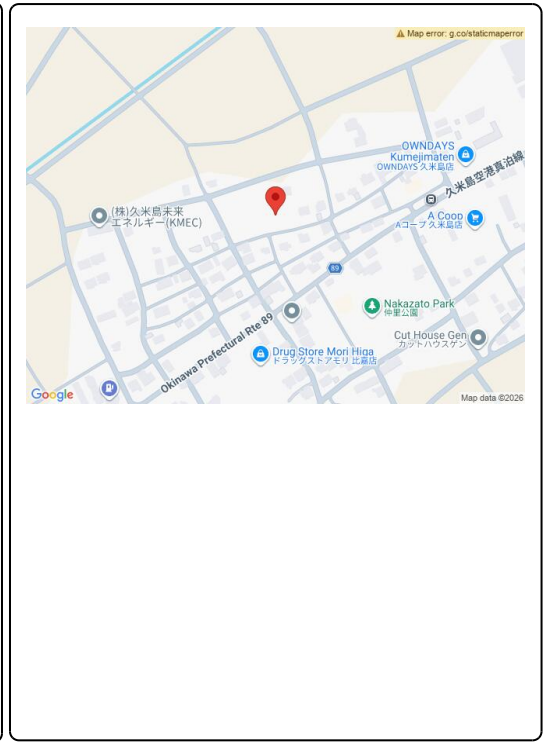 Map error: g.co/staticmaperror
OWNDAYS
Kumejimaten
OWNDAYS 久米島店
久米島空港真泊線
(株)久米島未来
エネルギー(KMEC)
A Coop
Aコープ 久米島店
89
Nakazato Park
仲里公園
Okinawa Prefectural Rte 89
Cut House Gen
カットハウスゲン
Drug Store Mori Higa
ドラッグストアモリ 比嘉店
Google
Map data ©2026